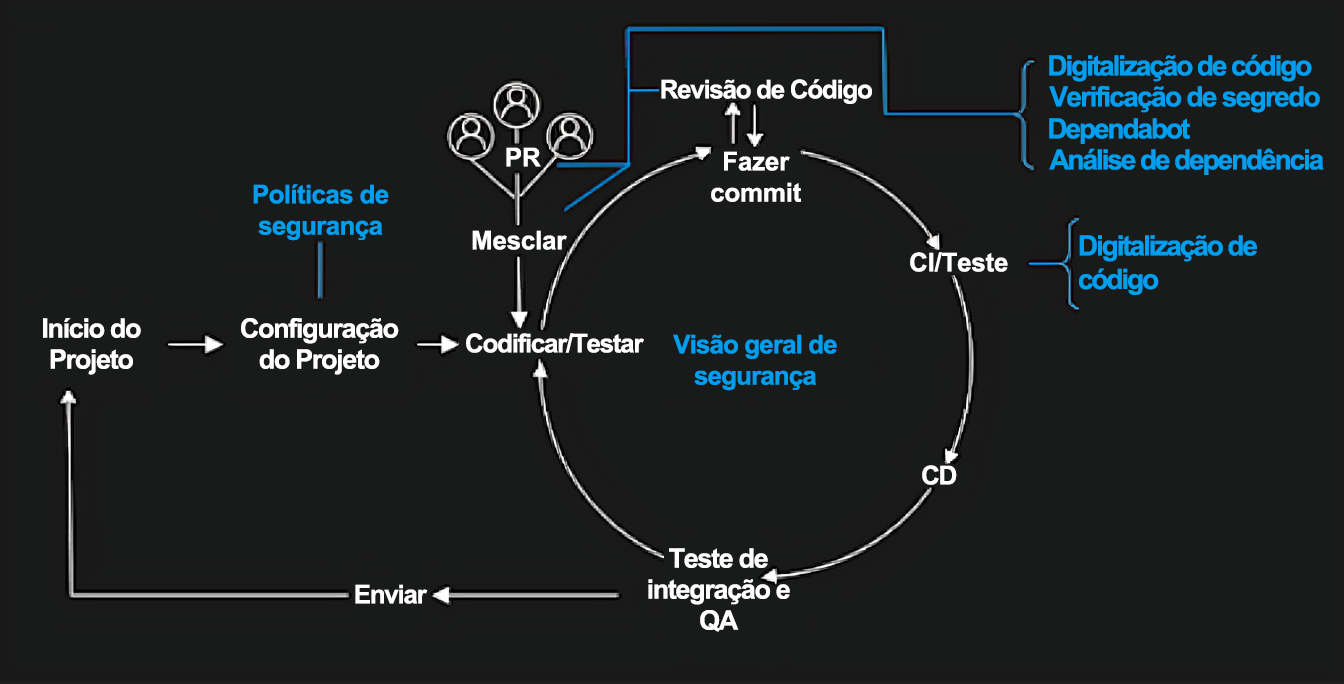 Revisão de Código
Digitalização de código
Verificação de segredo
Dependabot
Análise de dependência
PR
Fazer
commit
Políticas de
segurança
Mesclar
CI/Teste
Digitalização de
código
Início do
Projeto
Configuração
do Projeto
Codificar/Testar
Visão geral de
segurança
CD
Teste de
integração e
QA
Enviar